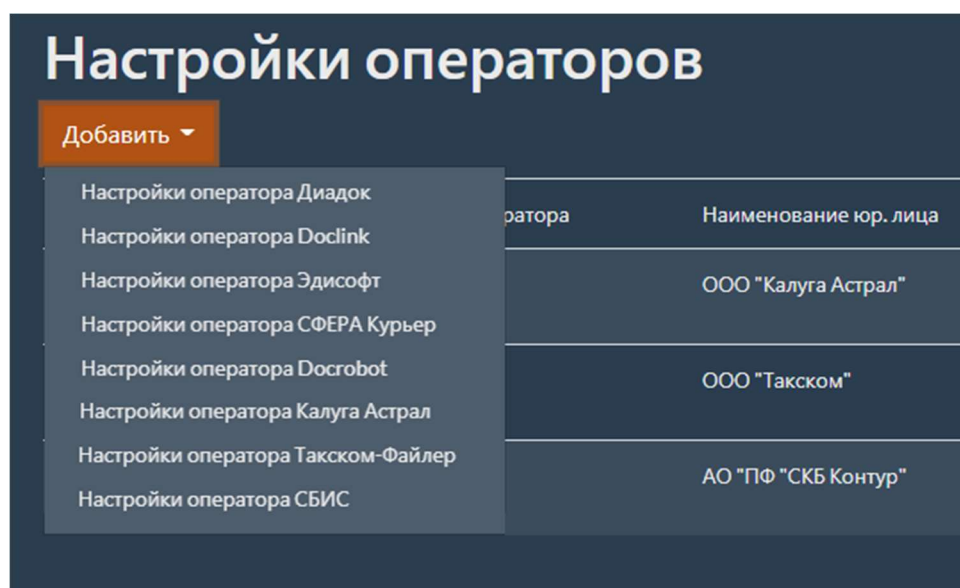 Настройки операторов
Добавить
Настройки оператора Диадок
Настройки оператора Doclink
Настройки оператора Эдисофт
Настройки оператора СФЕРА Курьер
Настройки оператора Docrobot
Настройки оператора Калуга Астрал
Настройки оператора Такском-Файлер
Настройки оператора СБИС
ратора Наименование юр. лица
ООО "Калуга Астрал"
ООО "Такском"
АО "ПФ "СКБ Контур"